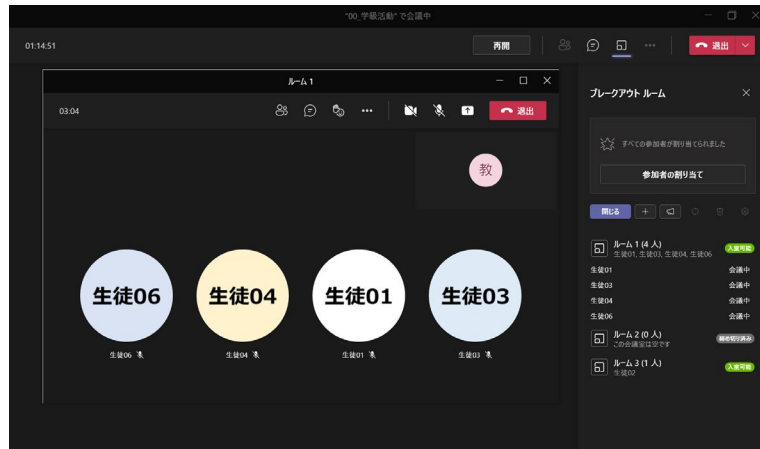 "00_学級活動" で会議中
01:14:51
再開
退出
ルーム 1
03:04
退出
教
生徒06
生徒04
生徒01
生徒03
生徒06
生徒04
生徒01
生徒03
ブレークアウト ルーム
すべての参加者が割り当てられました
参加者の割り当て
閉じる
ルーム 1 (4 人)
入室可能
生徒01, 生徒03, 生徒04, 生徒06
生徒01 会議中
生徒03 会議中
生徒04 会議中
生徒06 会議中
ルーム 2 (0 人)
締め切り済み
この会議室は空です
ルーム 3 (1 人)
入室可能
生徒02